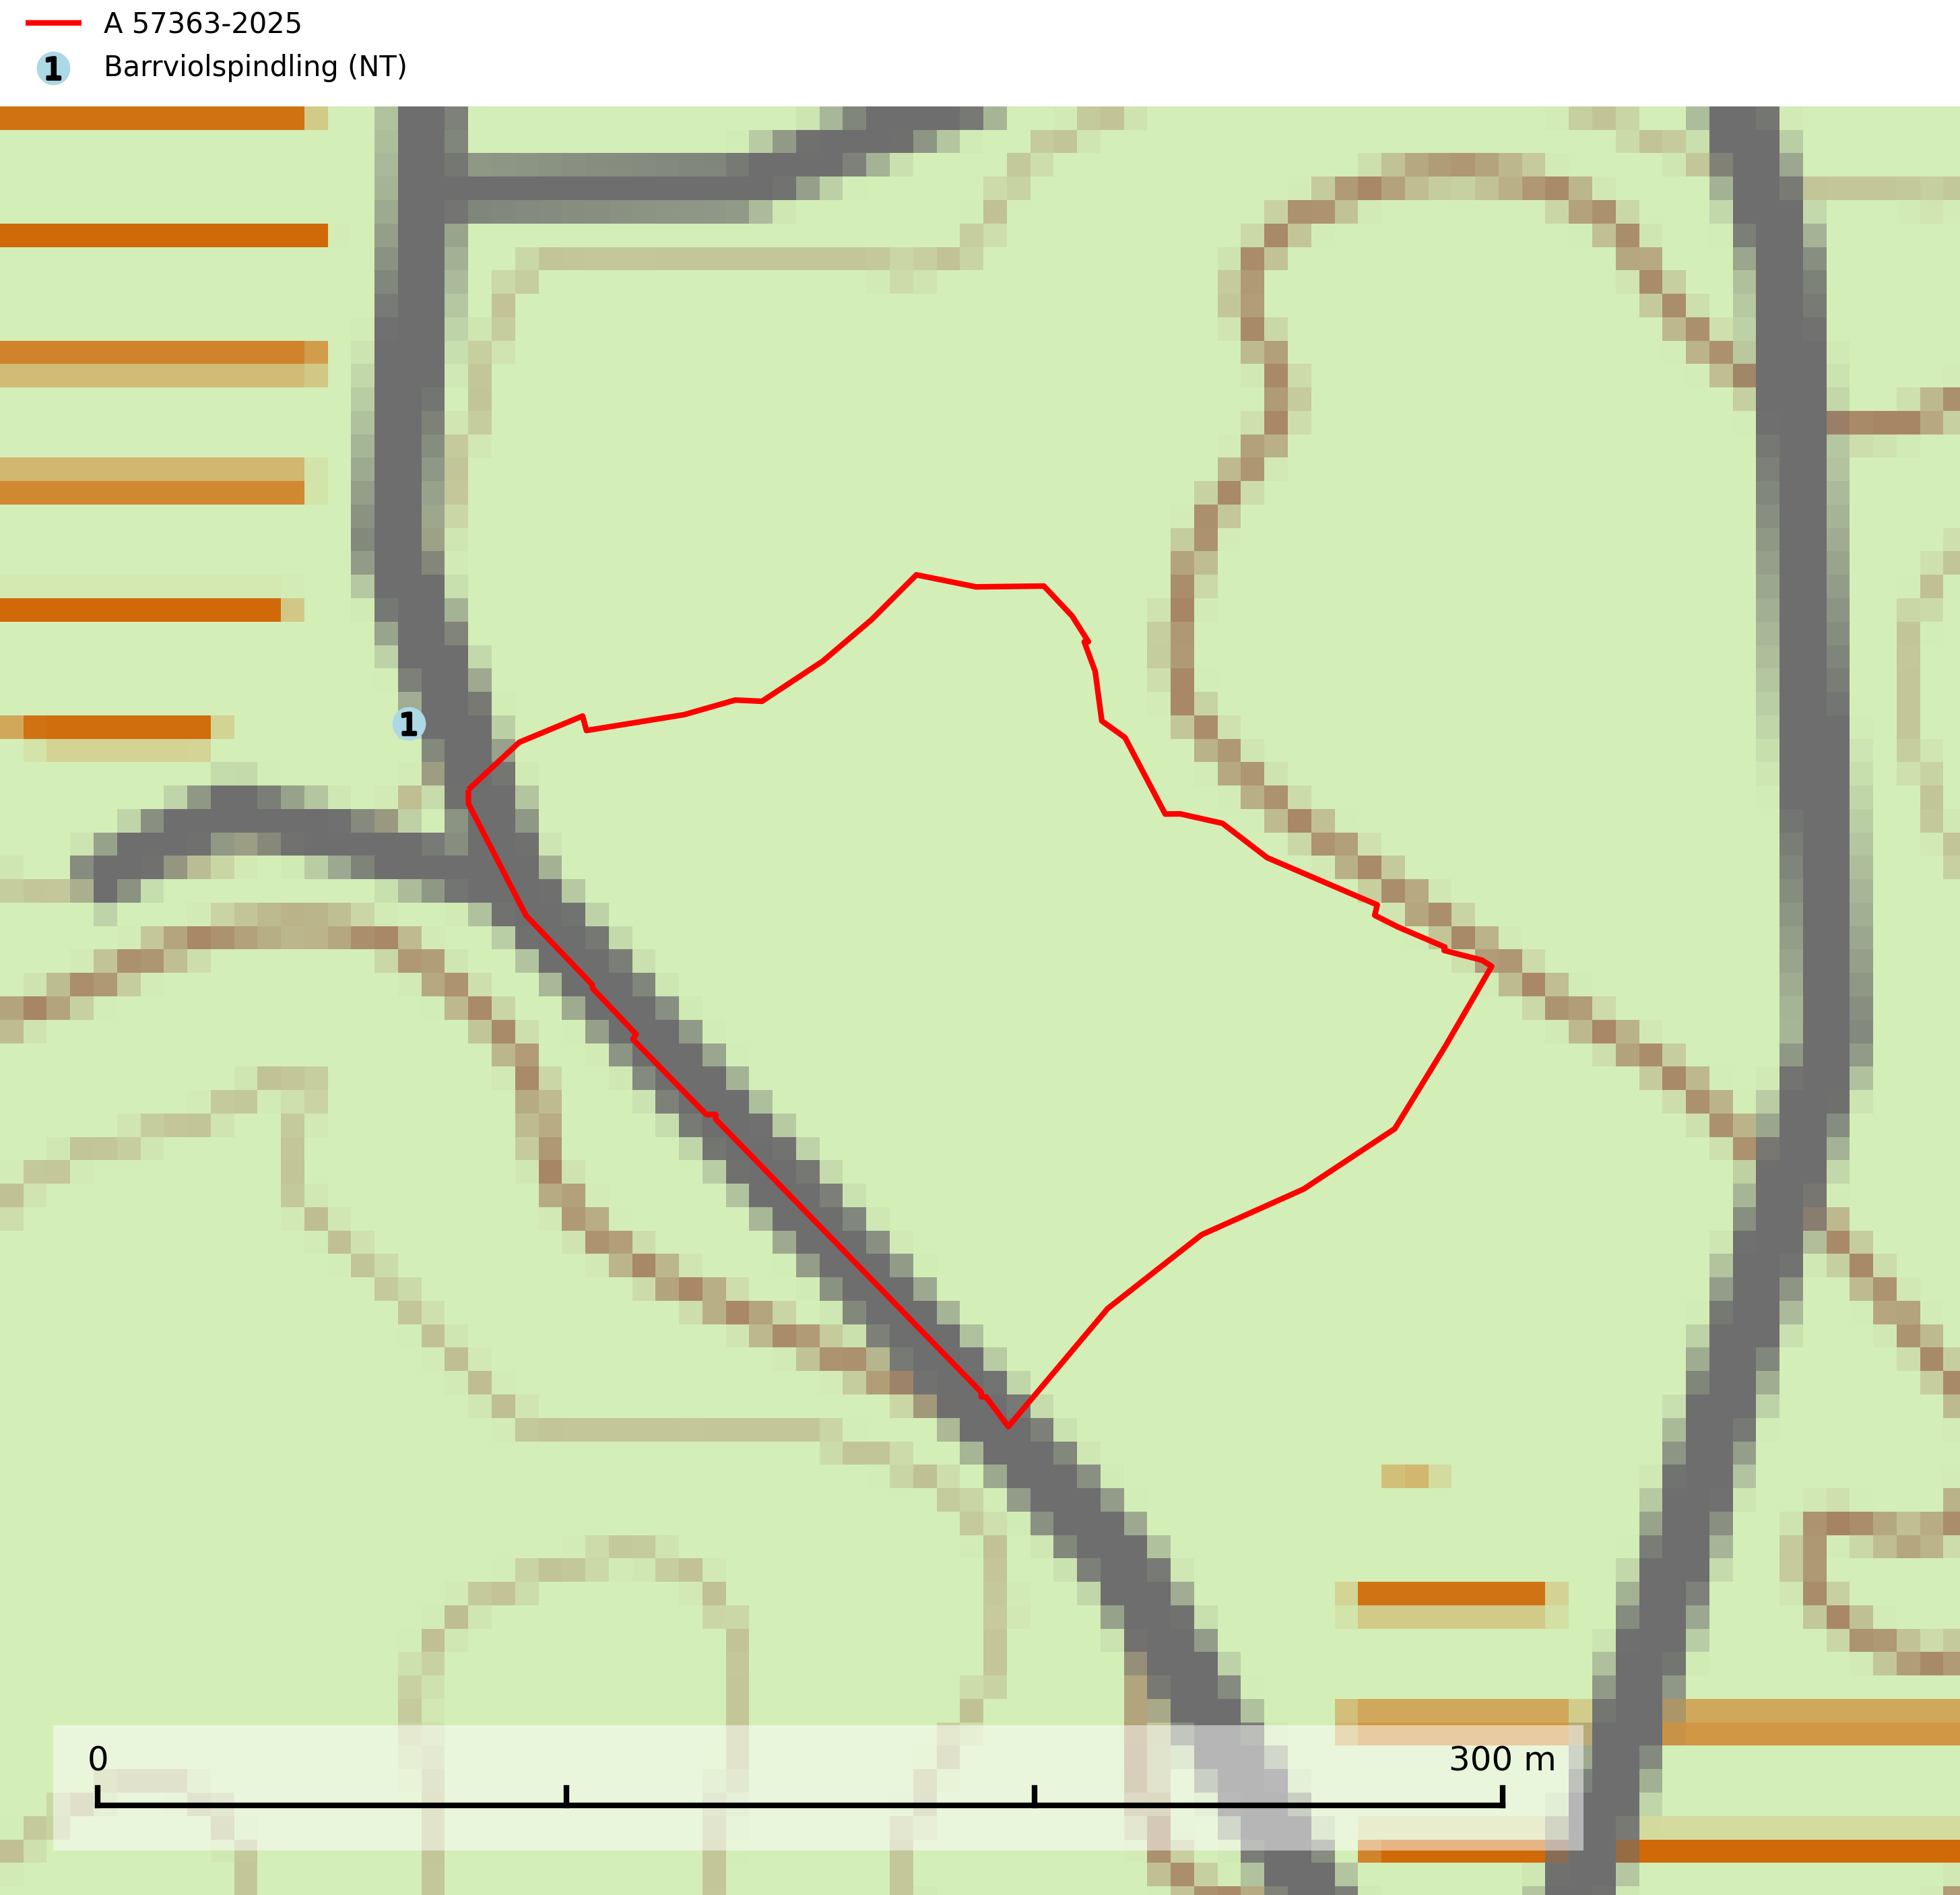 A 57363-2025
1 Barrviolspindling (NT)
1
0 300 m